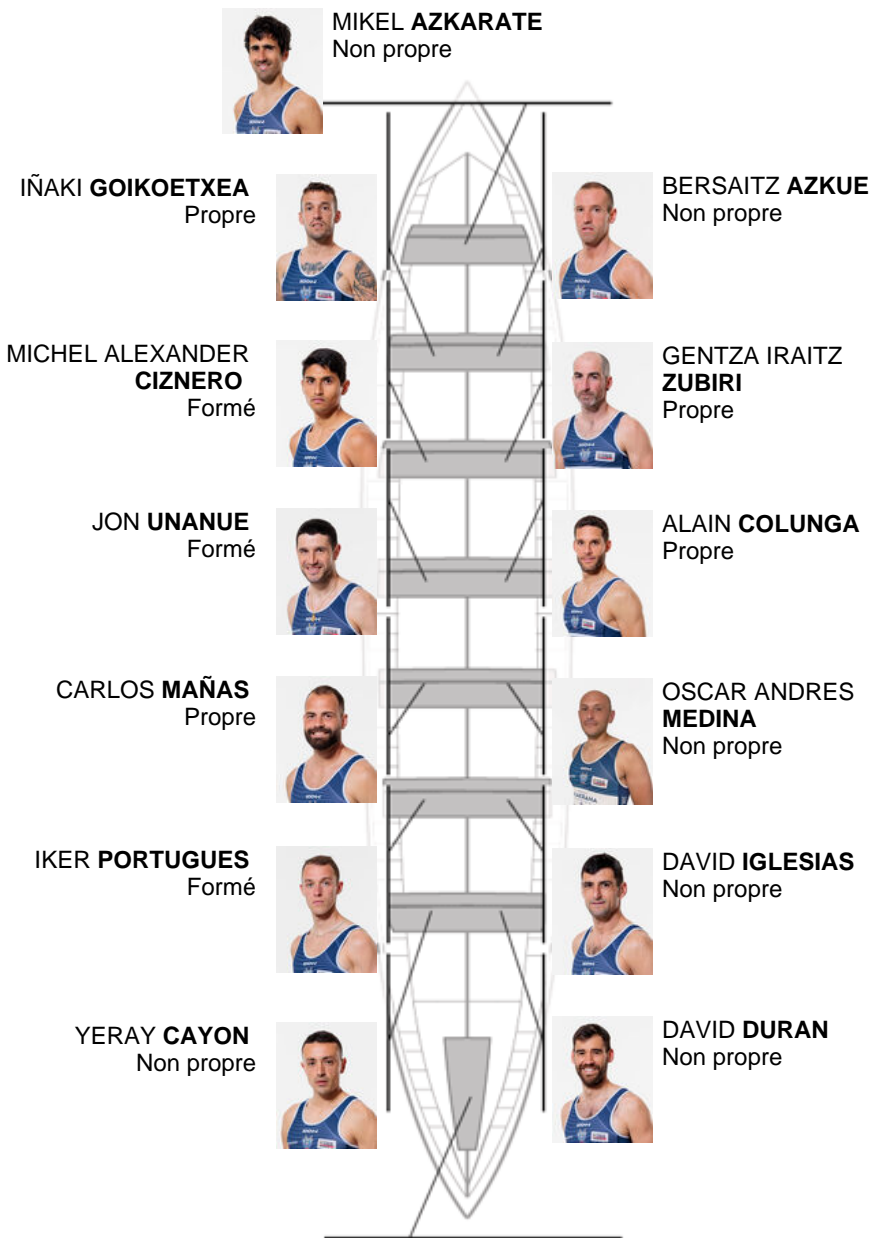 MIKEL AZKARATE
Non propre
IÑAKI GOIKOETXEA
Propre
BERSAITZ AZKUE
Non propre
MICHEL ALEXANDER
CIZNERO
Formé
GENTZA IRAITZ
ZUBIRI
Propre
JON UNANUE
Formé
ALAIN COLUNGA
Propre
CARLOS MAÑAS
Propre
OSCAR ANDRES
MEDINA
Non propre
IKER PORTUGUES
Formé
DAVID IGLESIAS
Non propre
YERAY CAYON
Non propre
DAVID DURAN
Non propre